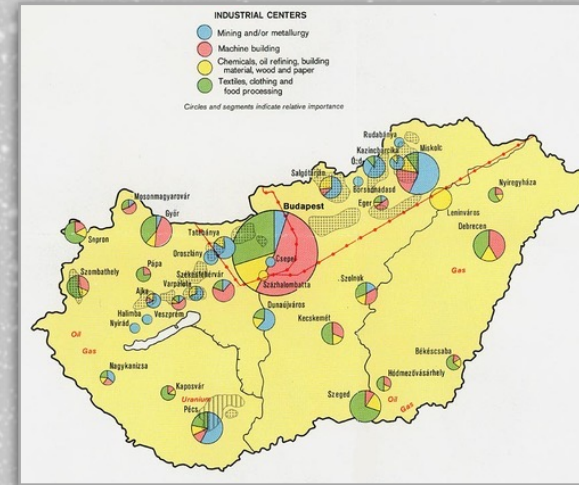 INDUSTRIAL CENTERS
Mining and/or metallurgy
Machine building
Chemicals, oil refining, building
material, wood and paper
Textiles, clothing and
food processing
Circles and segments indicate relative importance
Rudabánya
Kazincbarcika
Miskolc
Ózd
Salgótarján
Borsodnádasd
Nyíregyháza
Mosonmagyaróvár
Eger
Budapest
Leninváros
Győr
Debrecen
Sopron
Tatabánya
Oroszlány
Csepel
Pápa
Gas
Szombathely
Székesfehérvár
Százhalombatta
Várpalota
Szolnok
Ajka
Dunaújváros
Halimba
Veszprém
Kecskemét
Nyirád
Oil
Gas
Békéscsaba
Nagykanizsa
Hódmezővásárhely
Kaposvár
Uranium
Szeged
Oil
Gas
Pécs